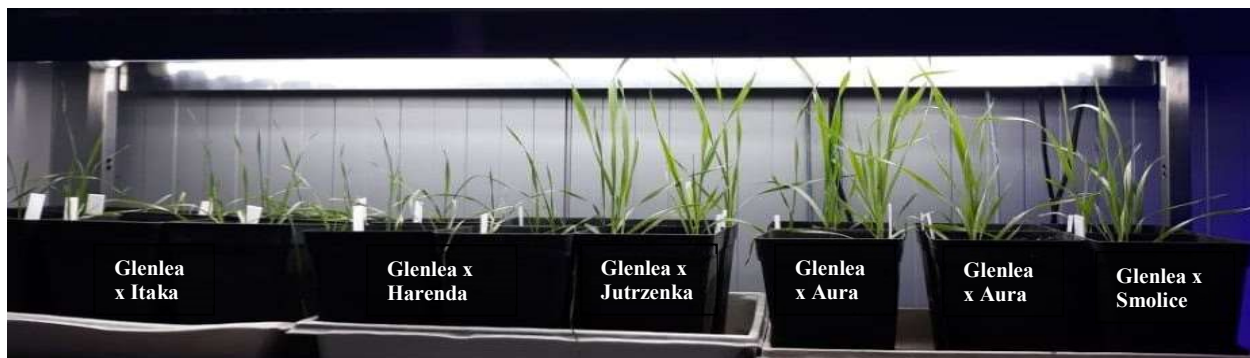 Glenlea
x Itaka
Glenlea x
Harenda
Glenlea x
Jutrzenka
Glenlea
x Aura
Glenlea
x Aura
Glenlea x
Smolice